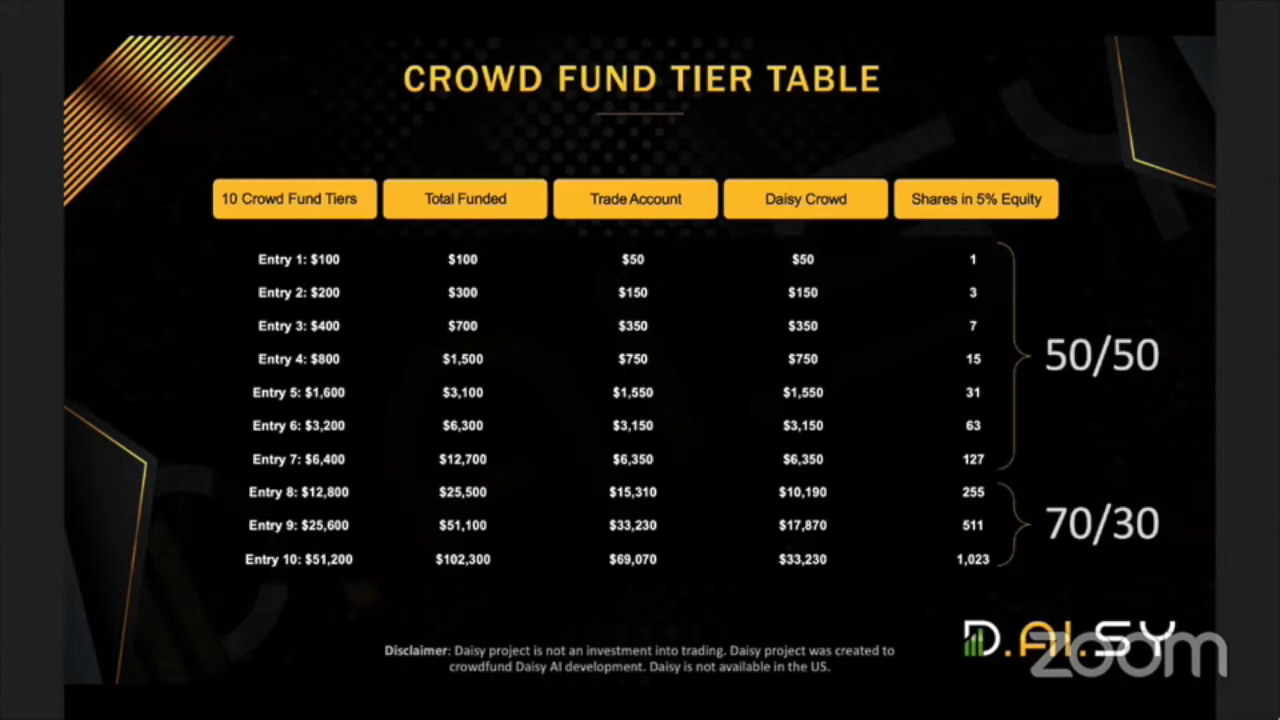 CROWD FUND TIER TABLE
10 Crowd Fund Tiers Total Funded Trade Account Daisy Crowd Shares in 5% Equity
Entry 1: $100 $100 $50 $50 1
Entry 2: $200 $300 $150 $150 3
Entry 3: $400 $700 $350 $350 7
Entry 4: $800 $1,500 $750 $750 15
50/50
Entry 5: $1,600 $3,100 $1,550 $1,550 31
Entry 6: $3,200 $6,300 $3,150 $3,150 63
Entry 7: $6,400 $12,700 $6,350 $6,350 127
Entry 8: $12,800 $25,500 $15,310 $10,190 255
Entry 9: $25,600 $51,100 $33,230 $17,870 511
70/30
Entry 10: $51,200 $102,300 $69,070 $33,230 1,023
D.AI.SY
zoom
Disclaimer: Daisy project is not an investment into trading. Daisy project was created to
crowdfund Daisy AI development. Daisy is not available in the US.